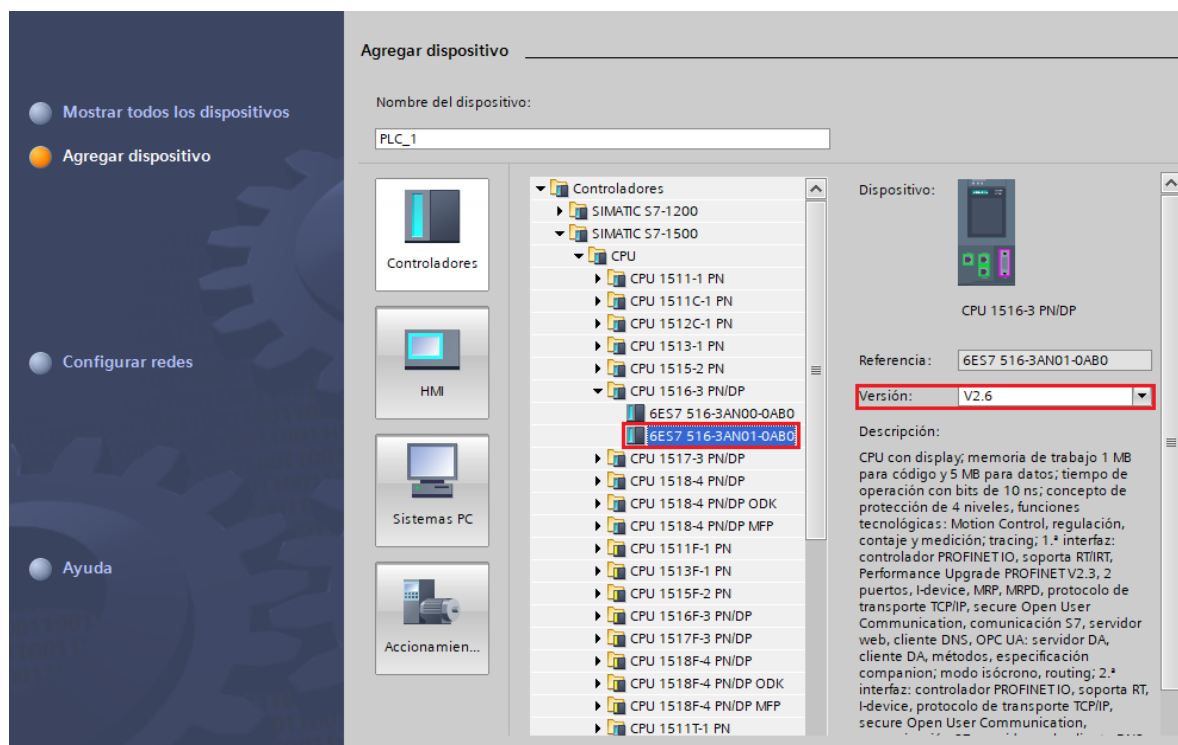 Agregar dispositivo
Nombre del dispositivo:
PLC_1
Mostrar todos los dispositivos
Agregar dispositivo
Configurar redes
Ayuda
Controladores
HMI
Sistemas PC
Accionamien...
Controladores
SIMATIC S7-1200
SIMATIC S7-1500
CPU
CPU 1511-1 PN
CPU 1511C-1 PN
CPU 1512C-1 PN
CPU 1513-1 PN
CPU 1515-2 PN
CPU 1516-3 PN/DP
6ES7 516-3AN00-0AB0
6ES7 516-3AN01-0AB0
CPU 1517-3 PN/DP
CPU 1518-4 PN/DP
CPU 1518-4 PN/DP ODK
CPU 1518-4 PN/DP MFP
CPU 1511F-1 PN
CPU 1513F-1 PN
CPU 1515F-2 PN
CPU 1516F-3 PN/DP
CPU 1517F-3 PN/DP
CPU 1518F-4 PN/DP
CPU 1518F-4 PN/DP ODK
CPU 1518F-4 PN/DP MFP
CPU 1511T-1 PN
Dispositivo:
CPU 1516-3 PN/DP
Referencia: 6ES7 516-3AN01-0AB0
Versión: V2.6
Descripción:
CPU con display; memoria de trabajo 1 MB
para código y 5 MB para datos; tiempo de
operación con bits de 10 ns; concepto de
protección de 4 niveles, funciones
tecnológicas: Motion Control, regulación,
contaje y medición; tracing; 1.ª interfaz:
controlador PROFINET IO, soporta RT/IRT,
Performance Upgrade PROFINET V2.3, 2
puertos, I-device, MRP, MRPD, protocolo de
transporte TCP/IP, secure Open User
Communication, comunicación S7, servidor
web, cliente DNS, OPC UA: servidor DA,
cliente DA, métodos, especificación
companion; modo isócrono, routing; 2.ª
interfaz: controlador PROFINET IO, soporta RT,
I-device, protocolo de transporte TCP/IP,
secure Open User Communication,